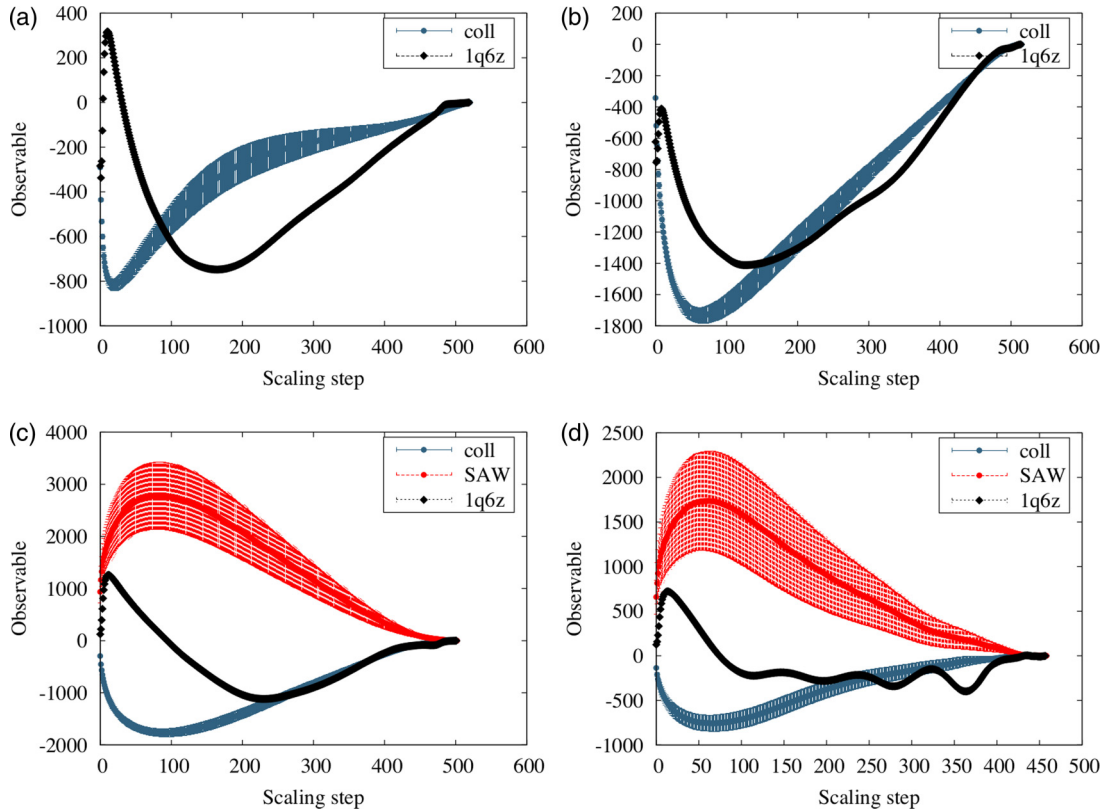 (a)
400
200
0
-200
-400
-600
-800
-1000
Observable
coll
1q6z
0 100 200 300 400 500 600
Scaling step
(b)
200
0
-200
-400
-600
-800
-1000
-1200
-1400
-1600
-1800
Observable
coll
1q6z
0 100 200 300 400 500 600
Scaling step
(c)
4000
3000
2000
1000
0
-1000
-2000
Observable
coll
SAW
1q6z
0 100 200 300 400 500 600
Scaling step
(d)
2500
2000
1500
1000
500
0
-500
-1000
Observable
coll
SAW
1q6z
0 50 100 150 200 250 300 350 400 450 500
Scaling step